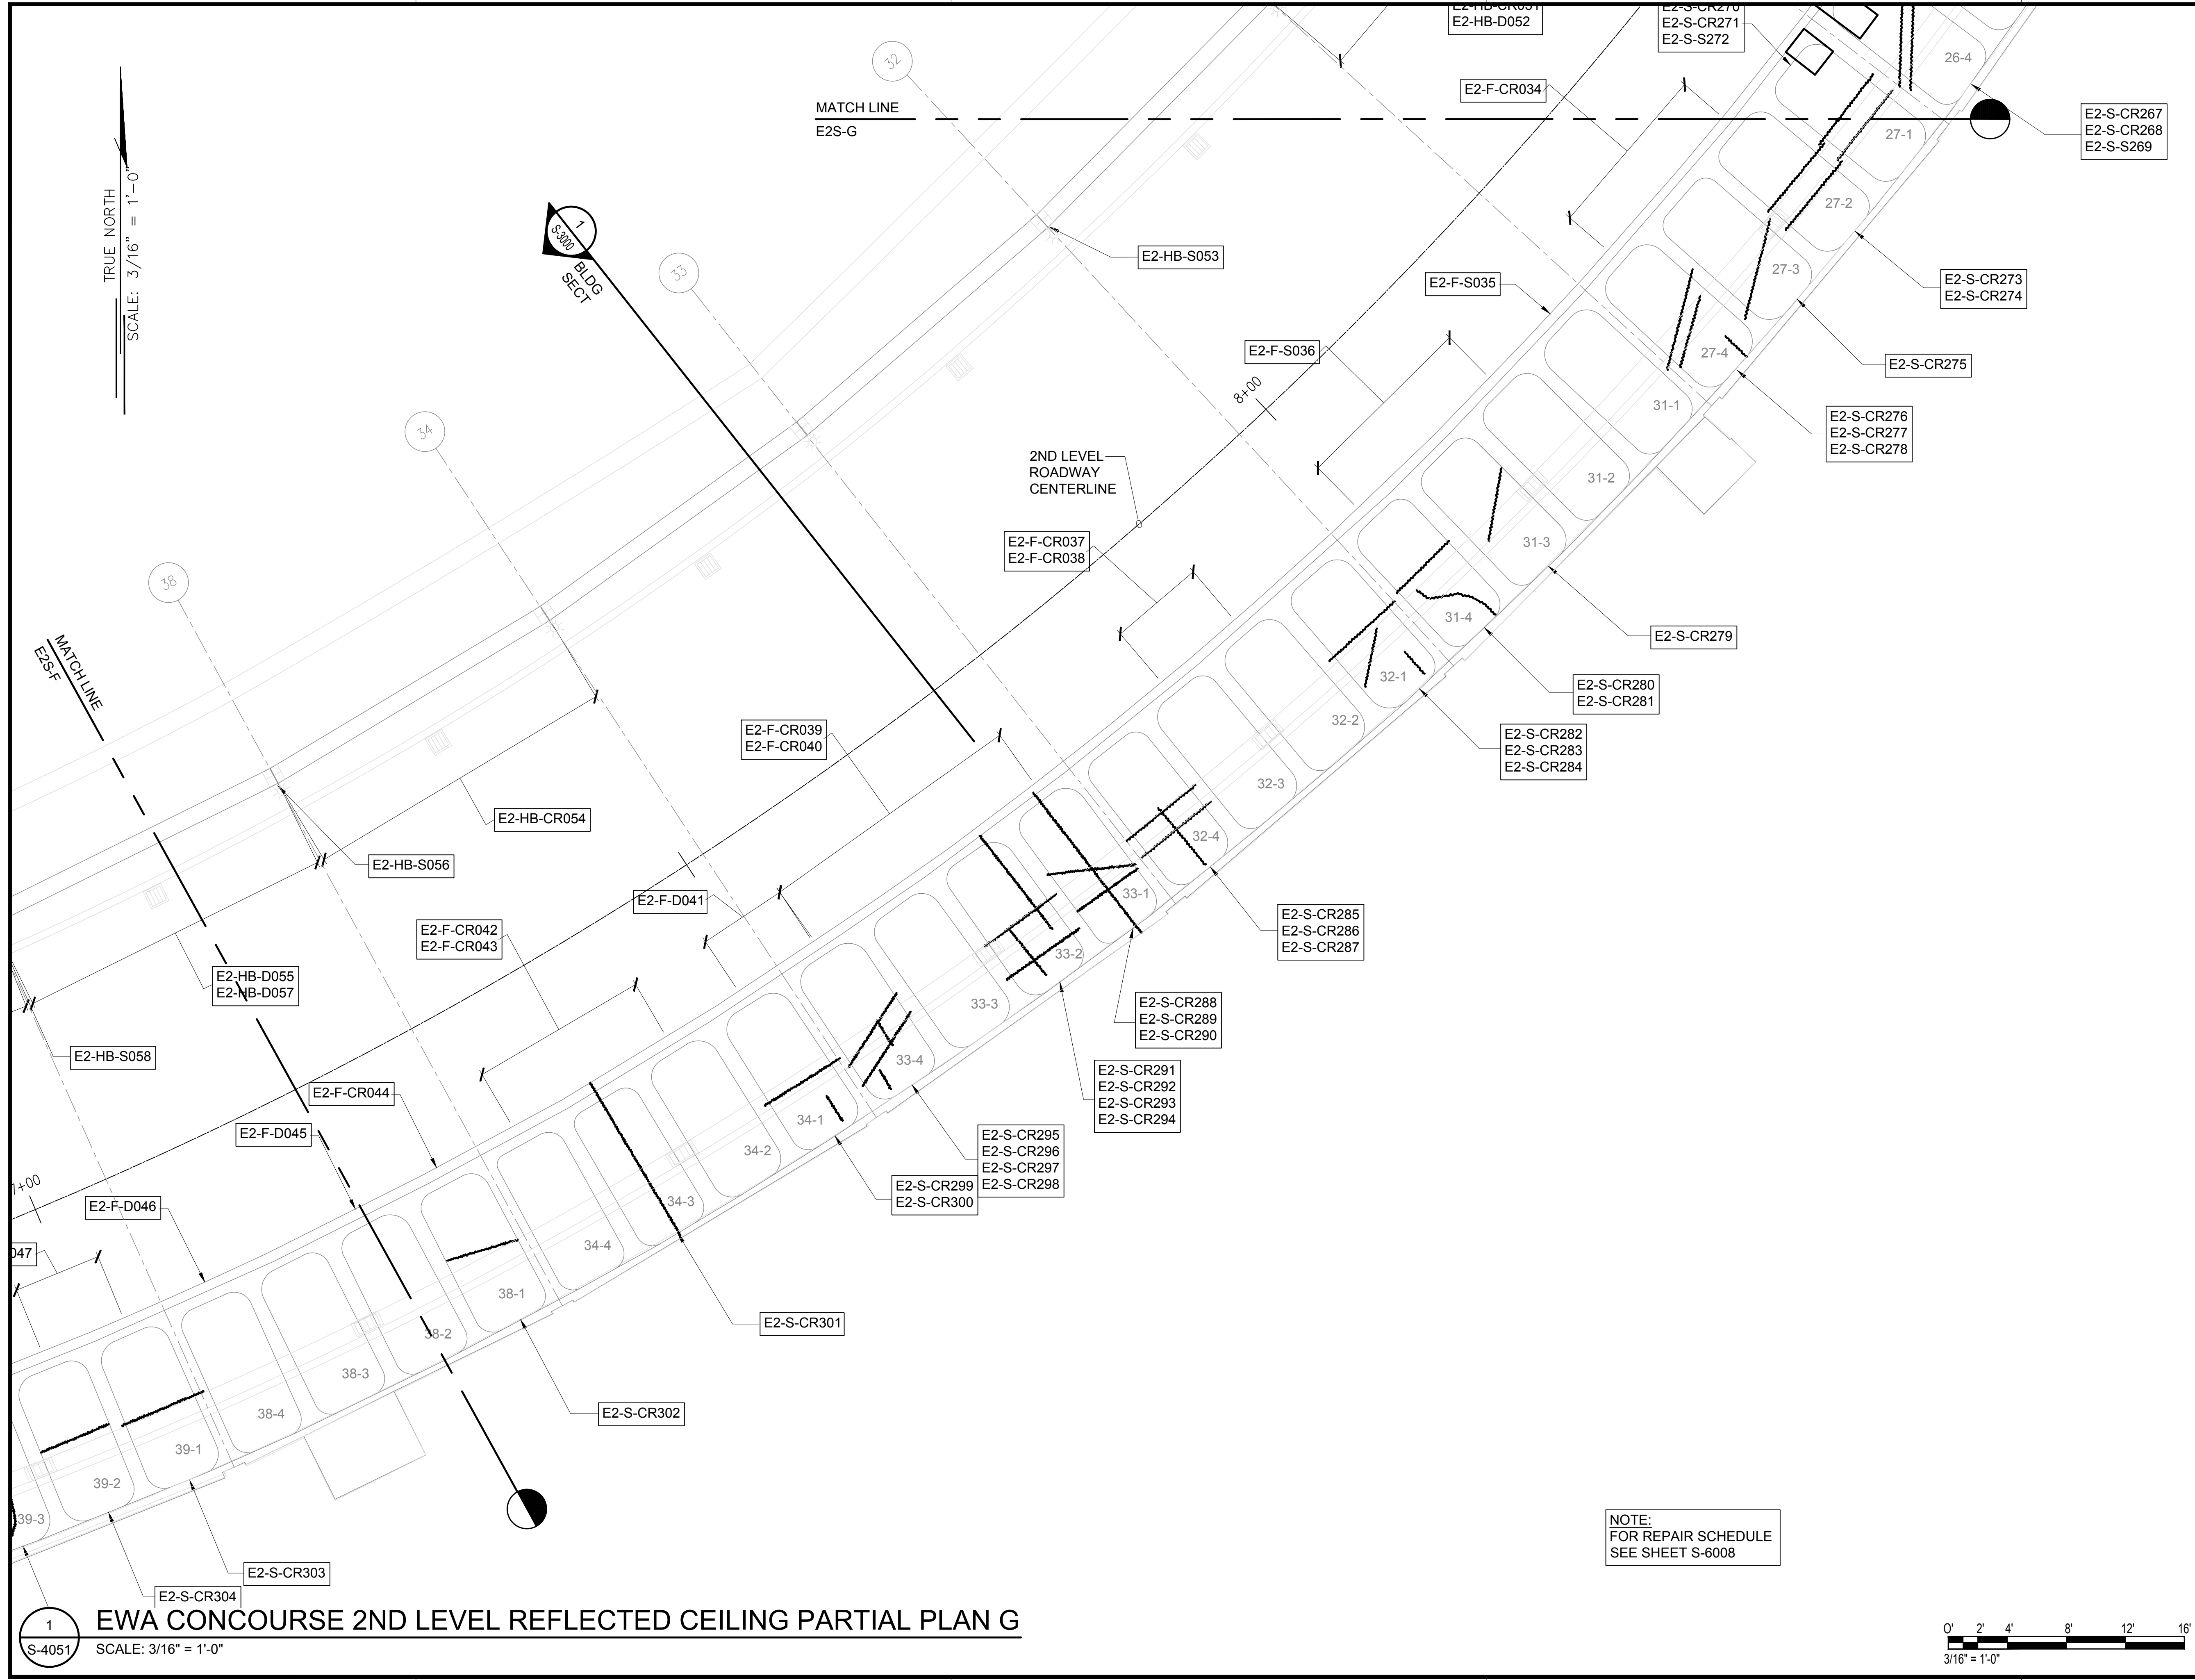 E2-HB-CR051
E2-HB-D052
E2-S-CR270
E2-S-CR271
E2-S-S272
26-4
32
E2-F-CR034
MATCH LINE
E2S-G
27-1
E2-S-CR267
E2-S-CR268
E2-S-S269
TRUE NORTH
SCALE: 3/16" = 1'-0"
27-2
1
S-3000
BLDG
SECT
E2-HB-S053
33
27-3
E2-F-S035
E2-S-CR273
E2-S-CR274
E2-F-S036
27-4
E2-S-CR275
8+00
31-1
E2-S-CR276
E2-S-CR277
E2-S-CR278
34
2ND LEVEL
ROADWAY
CENTERLINE
31-2
E2-F-CR037
E2-F-CR038
31-3
38
31-4
E2-S-CR279
MATCH LINE
E2S-F
32-1
E2-S-CR280
E2-S-CR281
32-2
E2-F-CR039
E2-F-CR040
E2-S-CR282
E2-S-CR283
E2-S-CR284
32-3
E2-HB-CR054
32-4
E2-HB-S056
33-1
E2-F-D041
E2-S-CR285
E2-S-CR286
E2-S-CR287
E2-F-CR042
E2-F-CR043
33-2
E2-HB-D055
E2-HB-D057
33-3
E2-S-CR288
E2-S-CR289
E2-S-CR290
E2-HB-S058
33-4
E2-S-CR291
E2-S-CR292
E2-S-CR293
E2-S-CR294
E2-F-CR044
34-1
E2-F-D045
E2-S-CR295
E2-S-CR296
E2-S-CR297
E2-S-CR298
34-2
7+00
E2-S-CR299
E2-S-CR300
34-3
E2-F-D046
34-4
047
38-1
E2-S-CR301
38-2
38-3
38-4
E2-S-CR302
39-1
39-2
39-3
NOTE:
FOR REPAIR SCHEDULE
SEE SHEET S-6008
E2-S-CR303
E2-S-CR304
1
S-4051
EWA CONCOURSE 2ND LEVEL REFLECTED CEILING PARTIAL PLAN G
SCALE: 3/16" = 1'-0"
0' 2' 4' 8' 12' 16'
3/16" = 1'-0"